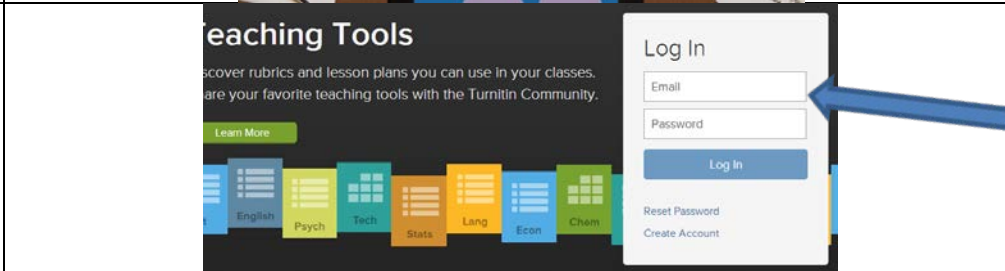 eaching Tools
scover rubrics and lesson plans you can use in your classes.
are your favorite teaching tools with the Turnitin Community.
Learn More
English
Psych
Tech
Stats
Lang
Econ
Chem
Log In
Email
Password
Log In
Reset Password
Create Account